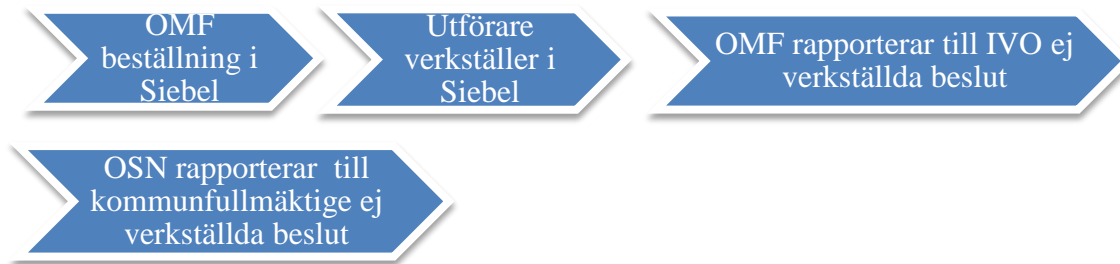 OMF
beställning i
Siebel
Utförare
verkställer i
Siebel
OMF rapporterar till IVO ej
verkställda beslut
OSN rapporterar till
kommunfullmäktige ej
verkställda beslut